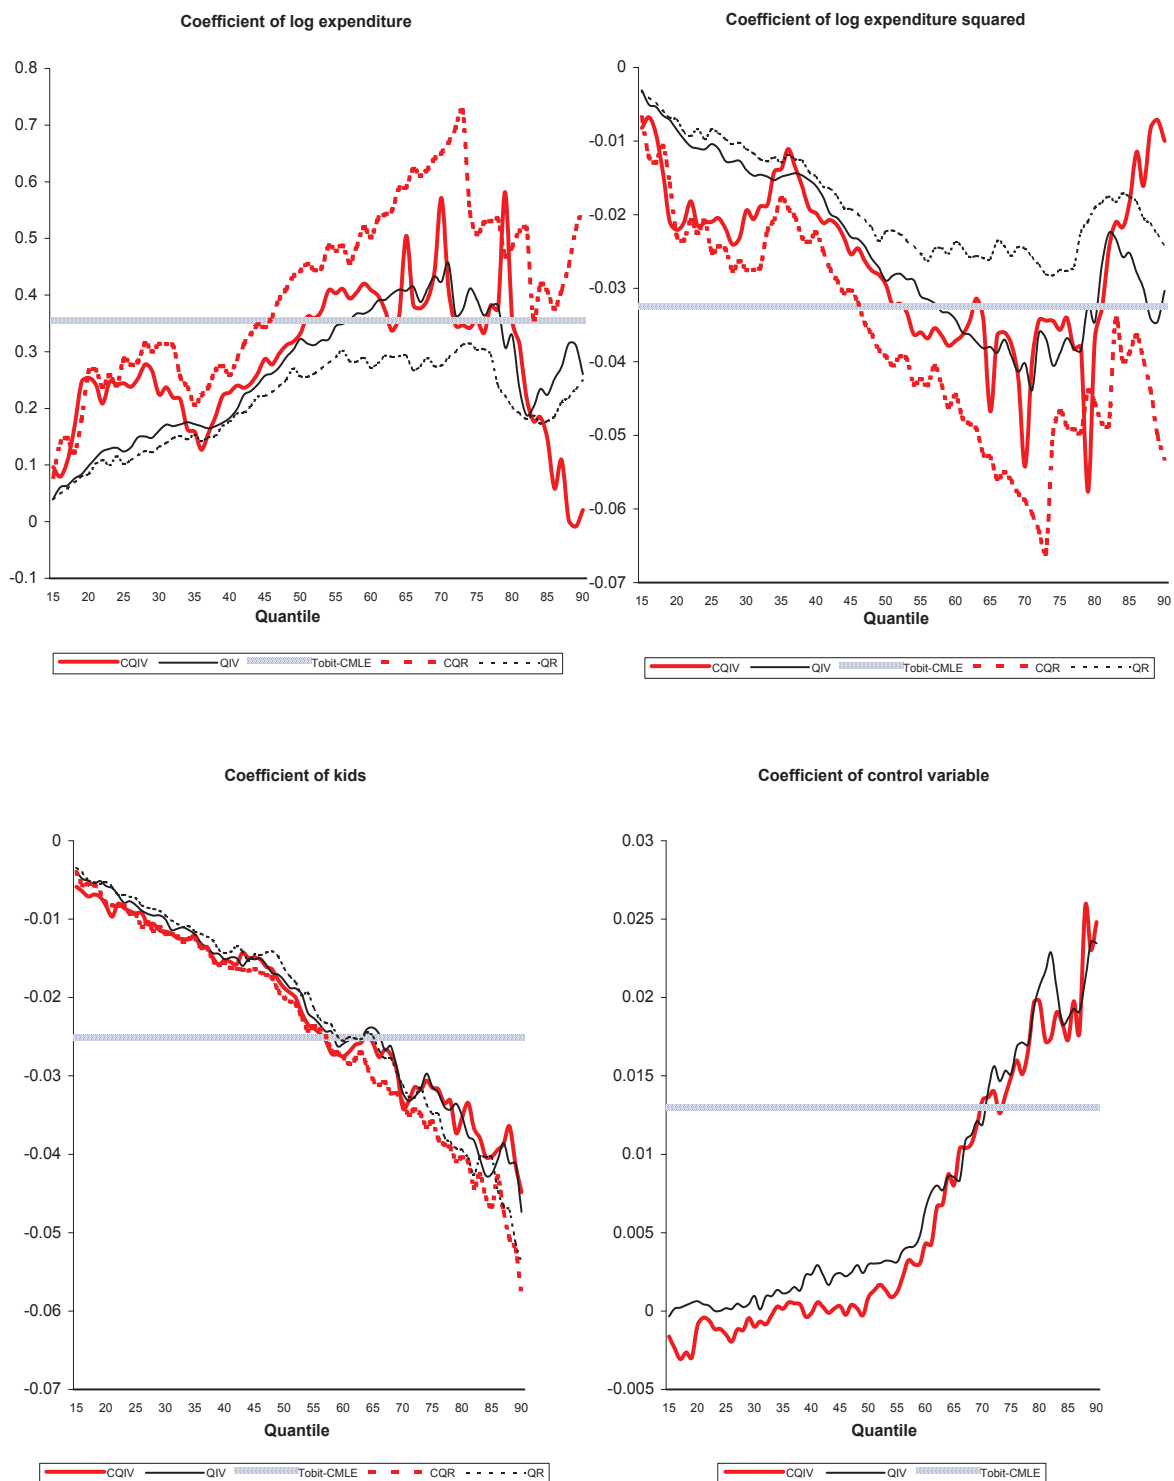 Coefficient of log expenditure
0.8
0.7
0.6
0.5
0.4
0.3
0.2
0.1
0
-0.1
15 20 25 30 35 40 45 50 55 60 65 70 75 80 85 90
Quantile
CQIV QIV Tobit-CMLE CQR QR
Coefficient of log expenditure squared
0
-0.01
-0.02
-0.03
-0.04
-0.05
-0.06
-0.07
15 20 25 30 35 40 45 50 55 60 65 70 75 80 85 90
Quantile
CQIV QIV Tobit-CMLE CQR QR
Coefficient of kids
0
-0.01
-0.02
-0.03
-0.04
-0.05
-0.06
-0.07
15 20 25 30 35 40 45 50 55 60 65 70 75 80 85 90
Quantile
CQIV QIV Tobit-CMLE CQR QR
Coefficient of control variable
0.03
0.025
0.02
0.015
0.01
0.005
0
-0.005
15 20 25 30 35 40 45 50 55 60 65 70 75 80 85 90
Quantile
CQIV QIV Tobit-CMLE